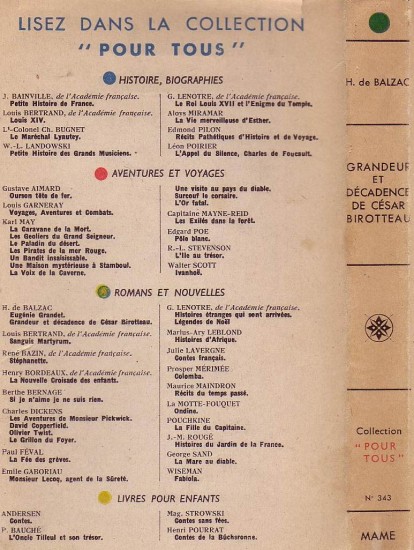 LISEZ DANS LA COLLECTION
"POUR TOUS"
HISTOIRE, BIOGRAPHIES
J. BAINVILLE, de l'Académie française.
Petite Histoire de France.
Louis BERTRAND, de l'Académie française.
Louis XIV.
Lt-Colonel Ch. BUGNET
Le Maréchal Lyautey.
W.-L. LANDOWSKI
Petite Histoire des Grands Musiciens.
G. LENOTRE, de l'Académie française.
Le Roi Louis XVII et l'Enigme du Temple.
Aloys MIRAMAR
La Vie merveilleuse d'Esther.
Edmond PILON
Récits Pathétiques d'Histoire et de Voyage.
Léon POIRIER
L'Appel du Silence, Charles de Foucault.
AVENTURES ET VOYAGES
Gustave AIMARD
Ourson tête de fer.
Louis GARNERAY
Voyages, Aventures et Combats.
Karl MAY
La Caravane de la Mort.
Les Geoliers du Grand Seigneur.
Le Paladin du désert.
Les Pirates de la mer Rouge.
Un Bandit insaisissable.
Une Maison mystérieuse à Stamboul.
La Voix de la Caverne.
Une visite au pays du diable.
Surcouf le corsaire.
L'Or fatal.
Capitaine MAYNE-REID
Les Exilés dans la forêt.
Edgard POE
Pôle blanc.
R.-L. STEVENSON
L'Ile au trésor.
Walter SCOTT
Ivanhoë.
ROMANS ET NOUVELLES
H. de BALZAC
Eugénie Grandet.
Grandeur et décadence de César Birotteau.
Louis BERTRAND, de l'Académie française.
Sanguis Martyrum.
René BAZIN, de l'Académie française.
Stéphanette.
Henry BORDEAUX, de l'Académie française.
La Nouvelle Croisade des enfants.
Berthe BERNAGE
Si je n'aime je ne suis rien.
Charles DICKENS
Les Aventures de Monsieur Pickwick.
David Copperfield.
Olivier Twist.
Le Grillon du Foyer.
Paul FÉVAL
La Fée des grèves.
Emile GABORIAU
Monsieur Lecoq, agent de la Sûreté.
G. LENOTRE, de l'Académie française.
Histoires étranges qui sont arrivées.
Légendes de Noël
Marius-Ary LEBLOND
Histoires d'Afrique.
Julie LAVERGNE
Contes français.
Prosper MÉRIMÉE
Colomba.
Maurice MAINDRON
Récits du temps passé.
La MOTTE-FOUQUET
Ondine.
POUCHKINE
La Fille du Capitaine.
J.-M. ROUGÉ
Histoires du Jardin de la France.
George SAND
La Mare au diable.
WISEMAN
Fabiola.
LIVRES POUR ENFANTS
ANDERSEN
Contes.
P. BAUCHÉ
L'Oncle Tilleul et son trésor.
Mag. STROWSKI
Contes sans fées.
Henri POURRAT
Contes de la Bûcheronne.
H. de BALZAC
GRANDEUR
ET
DÉCADENCE
DE CÉSAR
BIROTTEAU
Collection
"POUR
TOUS"
N° 343
MAME